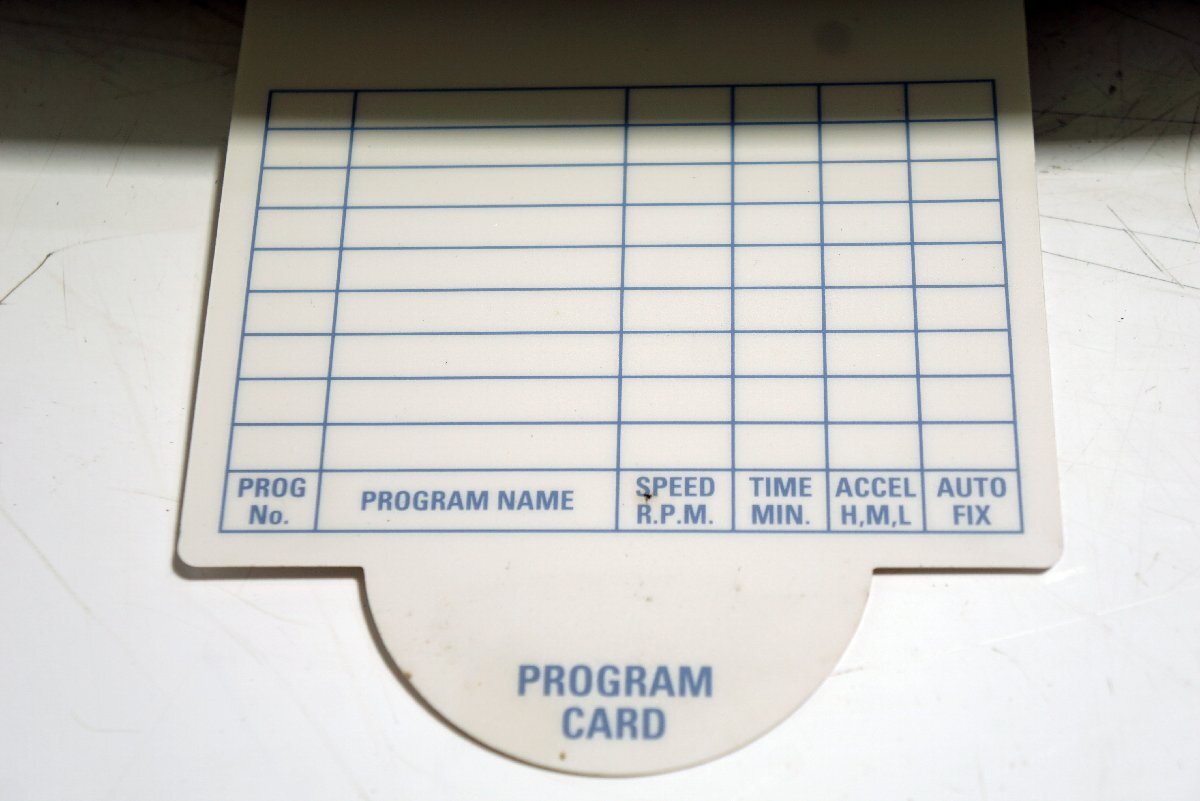 PROG No.
PROGRAM NAME
SPEED R.P.M.
TIME MIN.
ACCEL H,M,L
AUTO FIX
PROGRAM
CARD